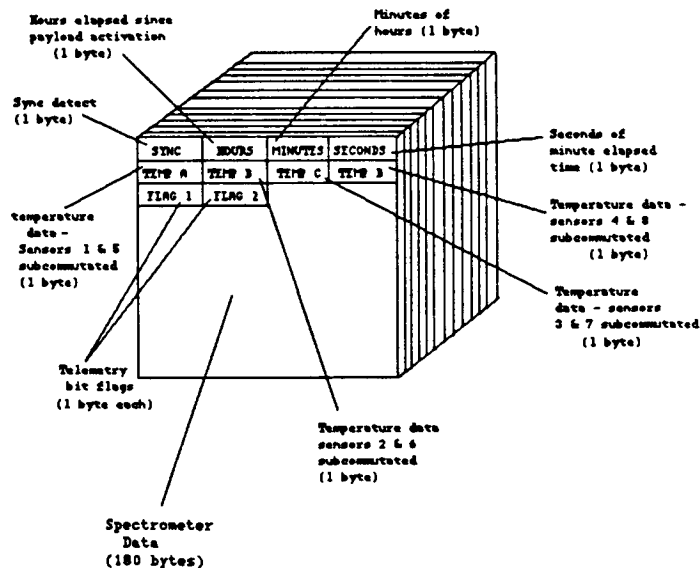 Hours elapsed since
payload activation
(1 byte)
Minutes of
hours (1 byte)
Sync detect
(1 byte)
SYNC HOURS MINUTES SECONDS
TEMP A TEMP B TEMP C TEMP D
FLAG 1 FLAG 2
Seconds of
minute elapsed
time (1 byte)
temperature
data -
Sensors 1 & 5
subcommutated
(1 byte)
Temperature data -
sensors 4 & 8
subcommutated
(1 byte)
Temperature
data - sensors
3 & 7 subcommutated
(1 byte)
Telemetry
bit flags
(1 byte each)
Temperature data
sensors 2 & 6
subcommutated
(1 byte)
Spectrometer
Data
(180 bytes)